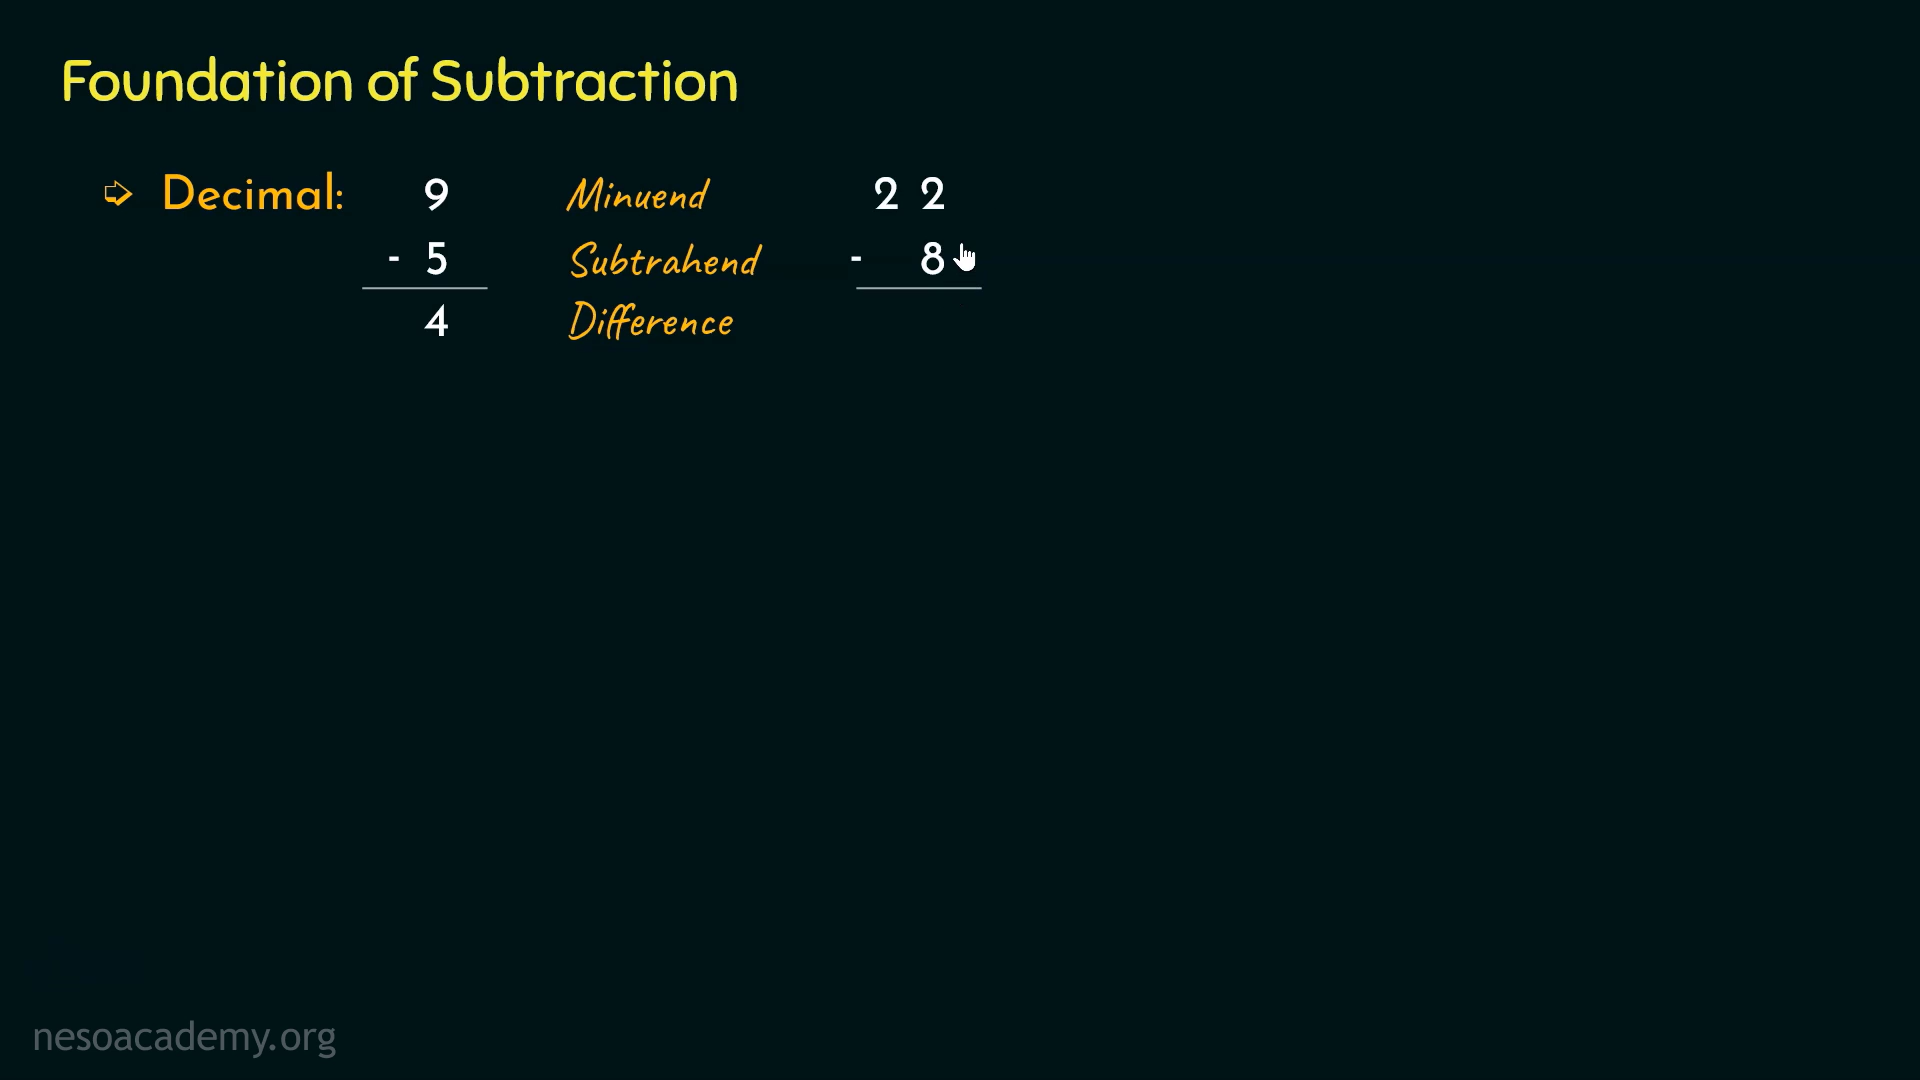 Foundation of Subtraction
➩ Decimal: 9 Minuend 2 2
- 5 Subtrahend - 8
4 Difference
nesoacademy.org